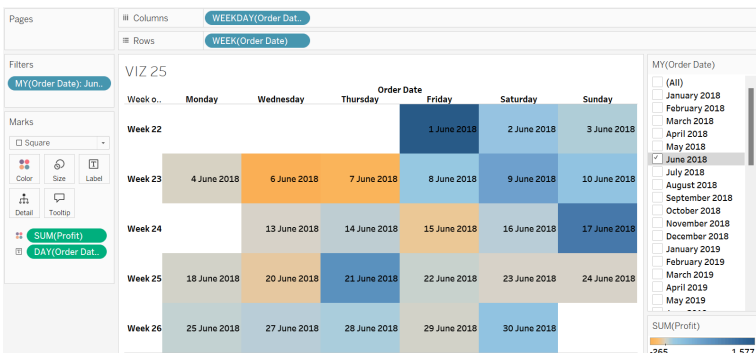 Pages
Columns
WEEKDAY(Order Dat..
Rows
WEEK(Order Date)
Filters
MY(Order Date): Jun..
Marks
Square
Color
Size
Label
Detail
Tooltip
SUM(Profit)
DAY(Order Dat..
VIZ 25
Order Date
Week o.. Monday Wednesday Thursday Friday Saturday Sunday
Week 22 1 June 2018 2 June 2018 3 June 2018
Week 23 4 June 2018 6 June 2018 7 June 2018 8 June 2018 9 June 2018 10 June 2018
Week 24 13 June 2018 14 June 2018 15 June 2018 16 June 2018 17 June 2018
Week 25 18 June 2018 20 June 2018 21 June 2018 22 June 2018 23 June 2018 24 June 2018
Week 26 25 June 2018 27 June 2018 28 June 2018 29 June 2018 30 June 2018
MY(Order Date)
(All)
January 2018
February 2018
March 2018
April 2018
May 2018
June 2018
July 2018
August 2018
September 2018
October 2018
November 2018
December 2018
January 2019
February 2019
March 2019
April 2019
May 2019
SUM(Profit)
-265 1,577